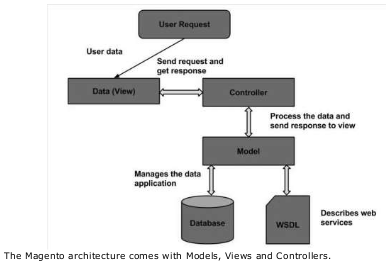 User Request
User data
Send request and
get response
Data (View)
Controller
Process the data and
send response to view
Model
Manages the data
application
Database
WSDL
Describes web
services
The Magento architecture comes with Models, Views and Controllers.